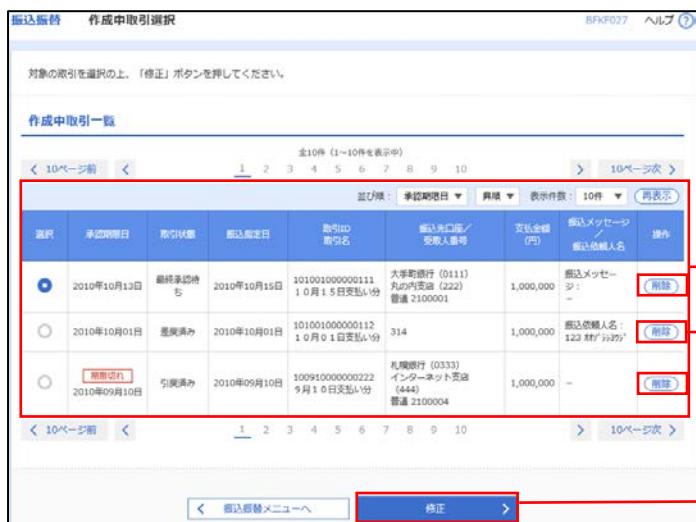 振込振替 作成中取引選択 BFKF027 ヘルプ ?
対象の取引を選択の上、「修正」ボタンを押してください。
作成中取引一覧
全10件（1～10件を表示中）
10ページ前 1 2 3 4 5 6 7 8 9 10 10ページ次
並び順： 承認期限日 昇順 表示件数： 10件 再表示
選択 承認期限日 取引状態 振込指定日 取引ID 取引名 振込先口座／受取人番号 支払金額（円） 振込メッセージ／振込依頼人名 操作
2010年10月13日 最終承認待ち 2010年10月15日 101001000000111 １０月１５日支払い分 大手町銀行（0111） 丸の内支店（222） 普通 2100001 1,000,000 振込メッセージ： － 削除
2010年10月01日 差戻済み 2010年10月01日 101001000000112 １０月０１日支払い分 314 1,000,000 振込依頼人名： 123 削除
期限切れ 2010年09月10日 引戻済み 2010年09月10日 100910000000222 ９月１０日支払い分 札幌銀行（0333） インターネット支店（444） 普通 2100004 1,000,000 － 削除
10ページ前 1 2 3 4 5 6 7 8 9 10 10ページ次
振込振替メニューへ 修正